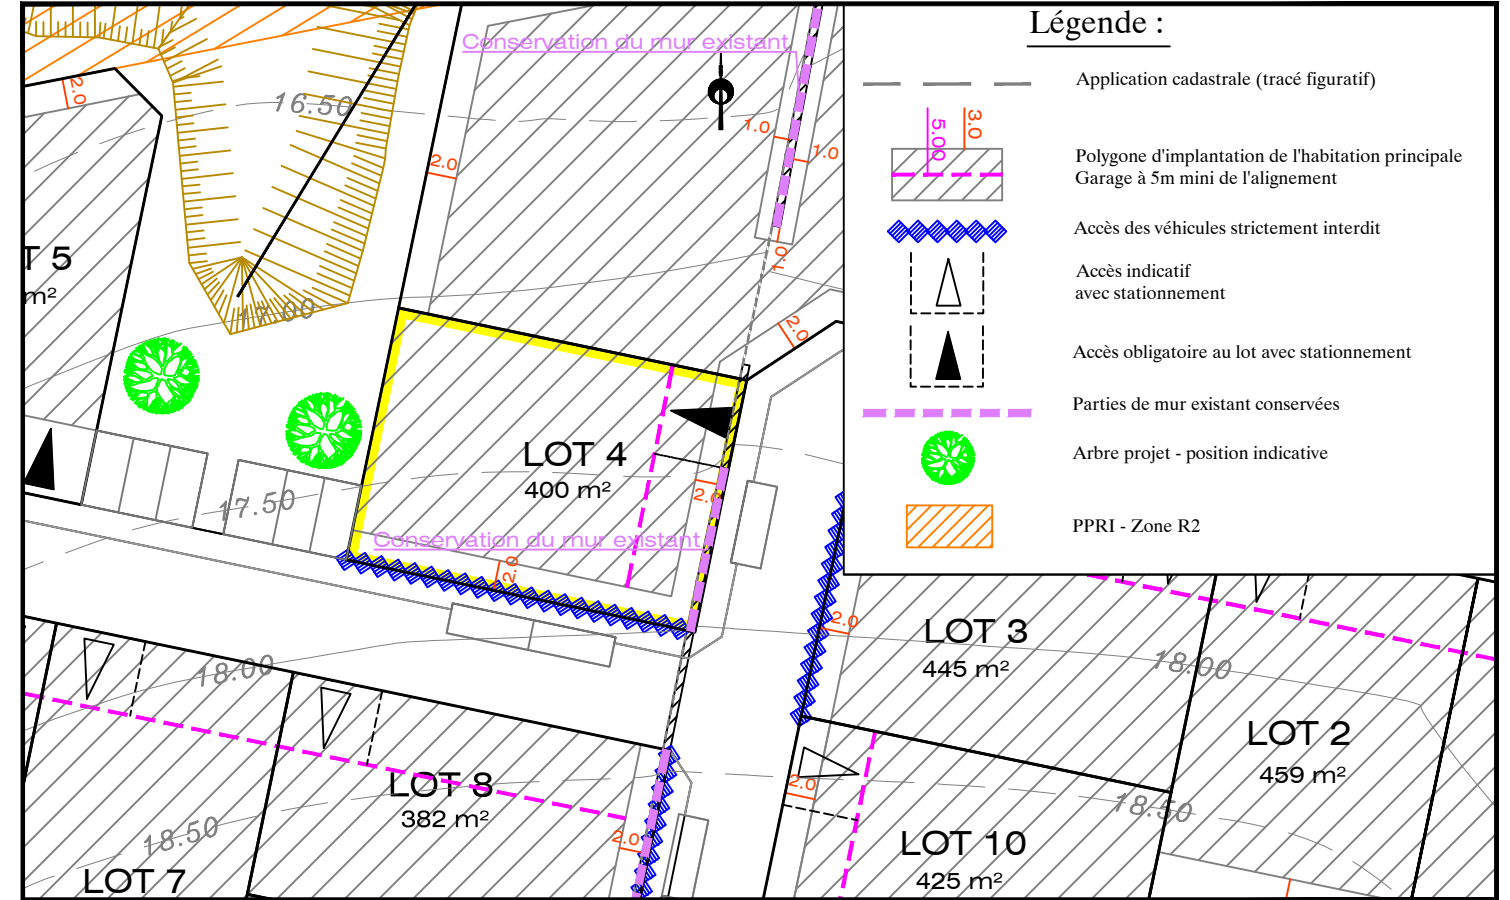 Légende :
Application cadastrale (tracé figuratif)
5.00
3.0
Polygone d'implantation de l'habitation principale
Garage à 5m mini de l'alignement
Accès des véhicules strictement interdit
Accès indicatif
avec stationnement
Accès obligatoire au lot avec stationnement
Parties de mur existant conservées
Arbre projet - position indicative
PPRI - Zone R2
Conservation du mur existant
2.0
16.50
1.0
1.0
2.0
1.0
T 5
m²
17.00
2.0
LOT 4
400 m²
17.50
2.0
Conservation du mur existant
2.0
2.0
LOT 3
445 m²
18.00
18.00
LOT 2
459 m²
LOT 8
382 m²
2.0
18.50
18.50
2.0
LOT 10
425 m²
LOT 7